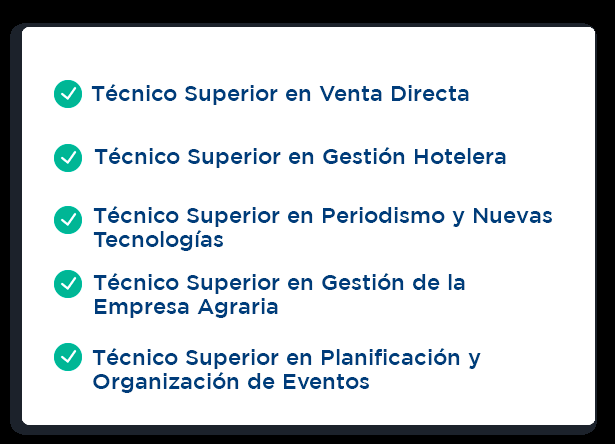 Técnico Superior en Venta Directa
Técnico Superior en Gestión Hotelera
Técnico Superior en Periodismo y Nuevas
Tecnologías
Técnico Superior en Gestión de la
Empresa Agraria
Técnico Superior en Planificación y
Organización de Eventos